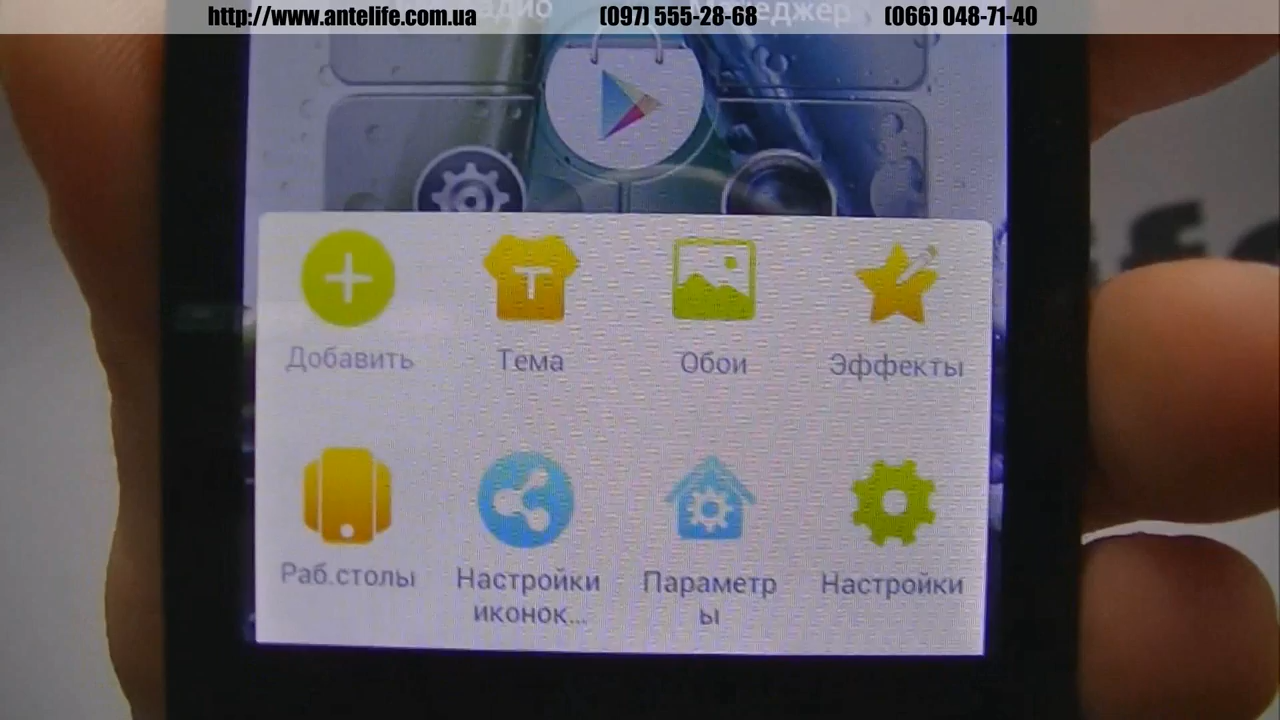 http://www.antelife.com.ua (097) 555-28-68 (066) 048-71-40
Добавить Тема Обои Эффекты
Раб.столы Настройки иконок... Параметр ы Настройки